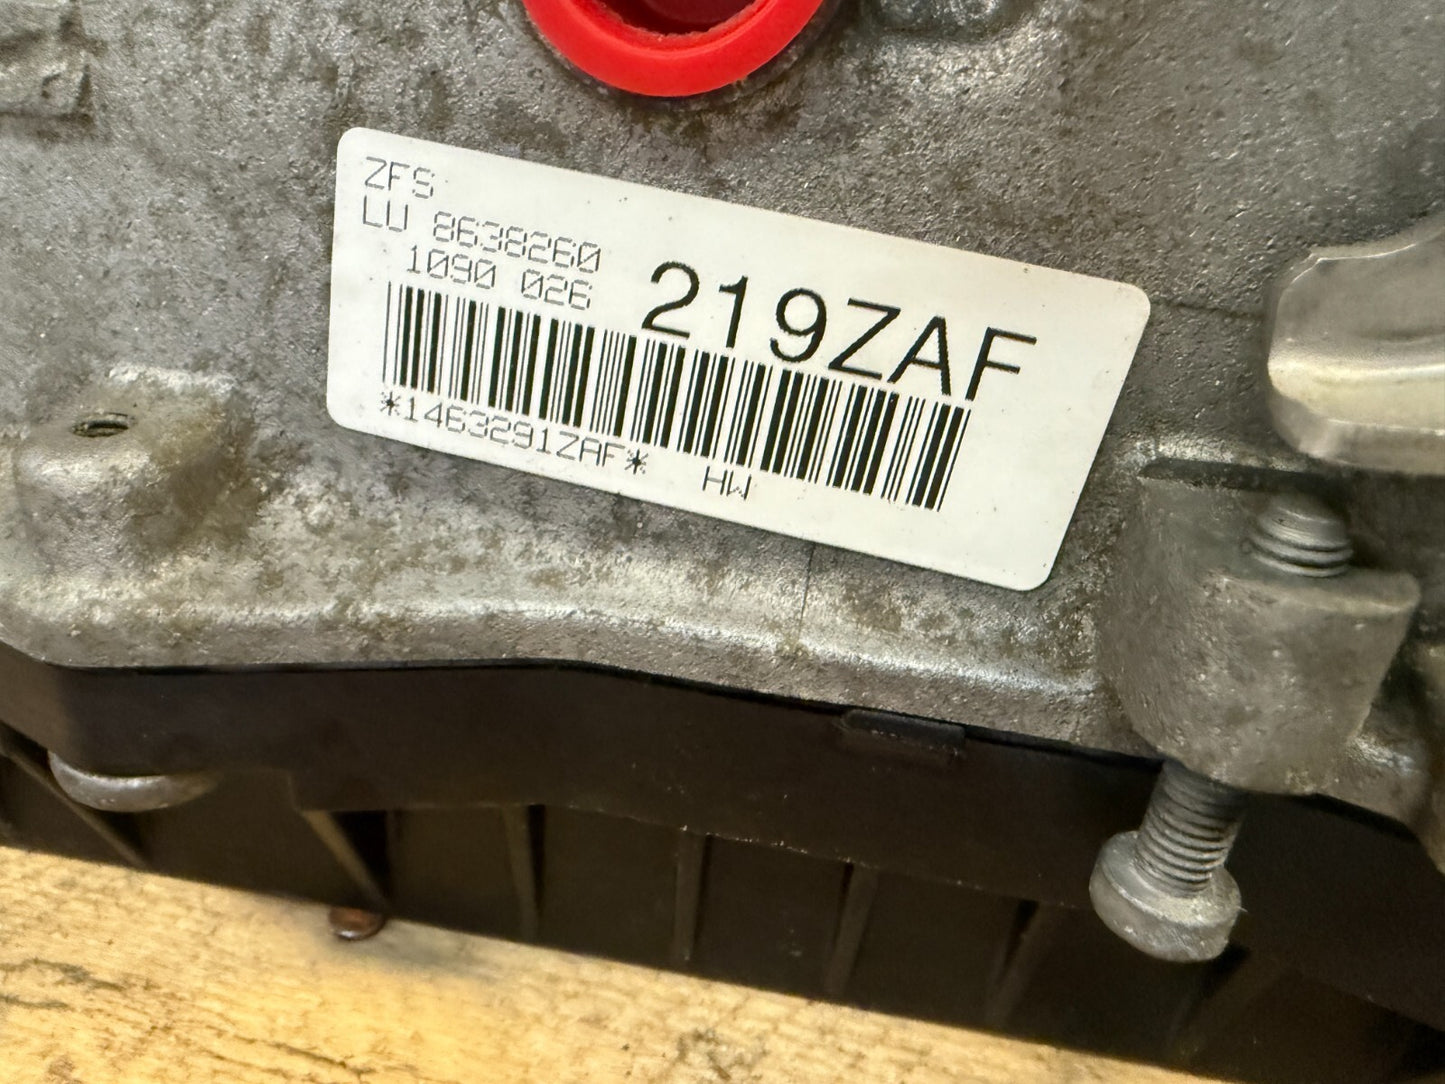 ZFS
LU 8638260
1090 026
219ZAF
*1463291ZAF* HW